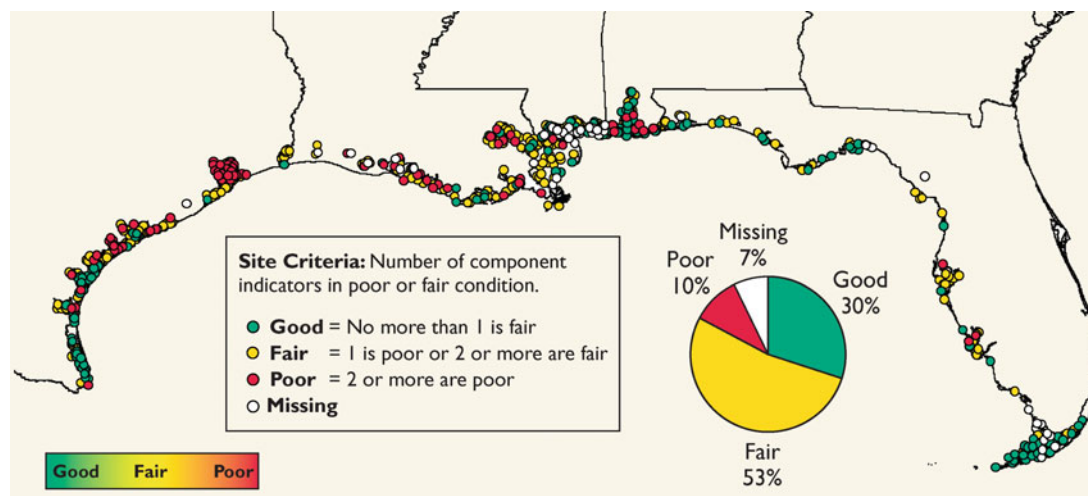 Site Criteria: Number of component
indicators in poor or fair condition.
Good = No more than 1 is fair
Fair = 1 is poor or 2 or more are fair
Poor = 2 or more are poor
Missing
Missing
7%
Poor
10%
Good
30%
Fair
53%
Good Fair Poor